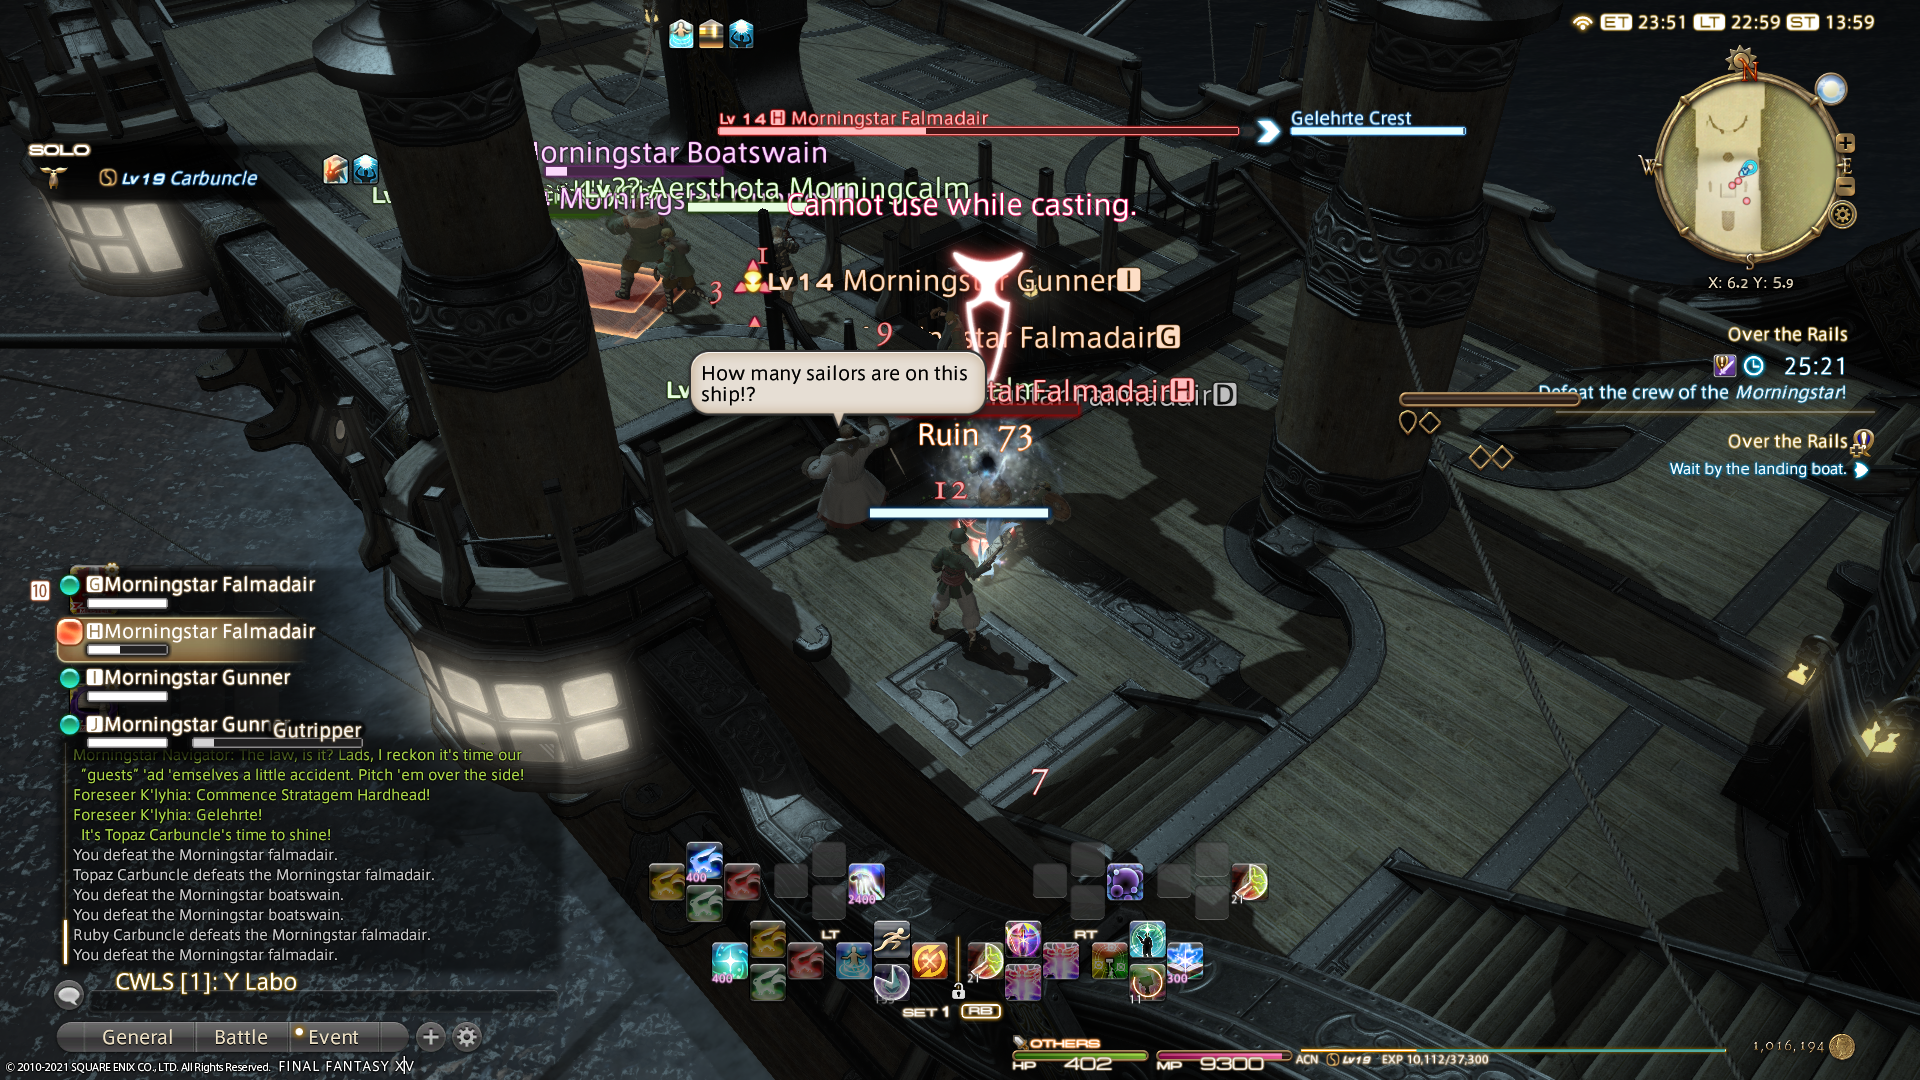 ET 23:51 LT 22:59 ST 13:59
N
W
E
S
X: 6.2 Y: 5.9
Lv 14 H Morningstar Falmadair
Gelehrte Crest
SOLO
Lv19 Carbuncle
Morningstar Boatswain
Lv?? Aersthota Morningcalm
Cannot use while casting.
1
3
Lv14 Morningstar Gunner I
9
Falmadair G
Lv
How many sailors are on this
ship!?
Falmadair H
D
Ruin 73
12
7
Over the Rails
25:21
Defeat the crew of the Morningstar!
Over the Rails
Wait by the landing boat.
10
G Morningstar Falmadair
H Morningstar Falmadair
I Morningstar Gunner
J Morningstar Gunner
Gutripper
Morningstar Navigator: The law, is it? Lads, I reckon it's time our
"guests" 'ad 'emselves a little accident. Pitch 'em over the side!
Foreseer K'lyhia: Commence Stratagem Hardhead!
Foreseer K'lyhia: Gelehrte!
It's Topaz Carbuncle's time to shine!
You defeat the Morningstar falmadair.
Topaz Carbuncle defeats the Morningstar falmadair.
You defeat the Morningstar boatswain.
You defeat the Morningstar boatswain.
Ruby Carbuncle defeats the Morningstar falmadair.
You defeat the Morningstar falmadair.
CWLS [1]: Y Labo
General Battle Event
400
2400
21
LT
RT
400
21
11
300
SET 1 RB
OTHERS
HP 402 MP 9300 ACN Lv19 EXP 10,112/37,300
1,016,194
© 2010-2021 SQUARE ENIX CO., LTD. All Rights Reserved. FINAL FANTASY XIV